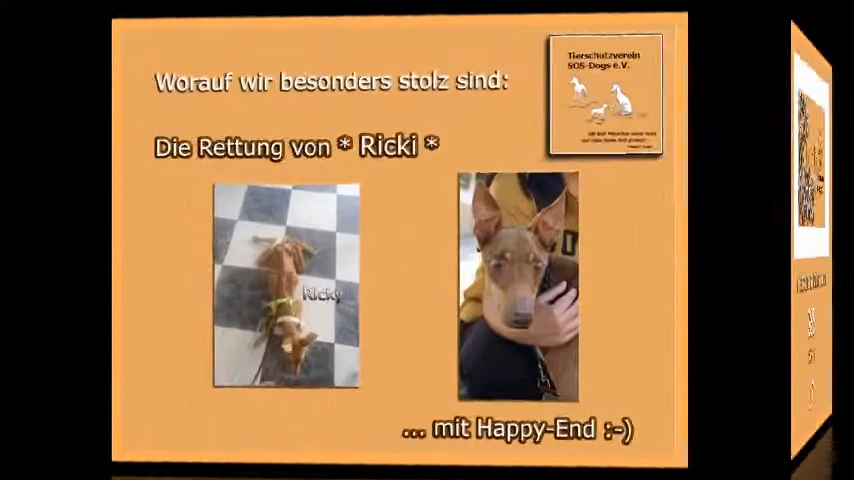 Worauf wir besonders stolz sind:
Tierschutzverein
SOS-Dogs e.V.
Die Rettung von * Ricki *
Ricky
... mit Happy-End :-)